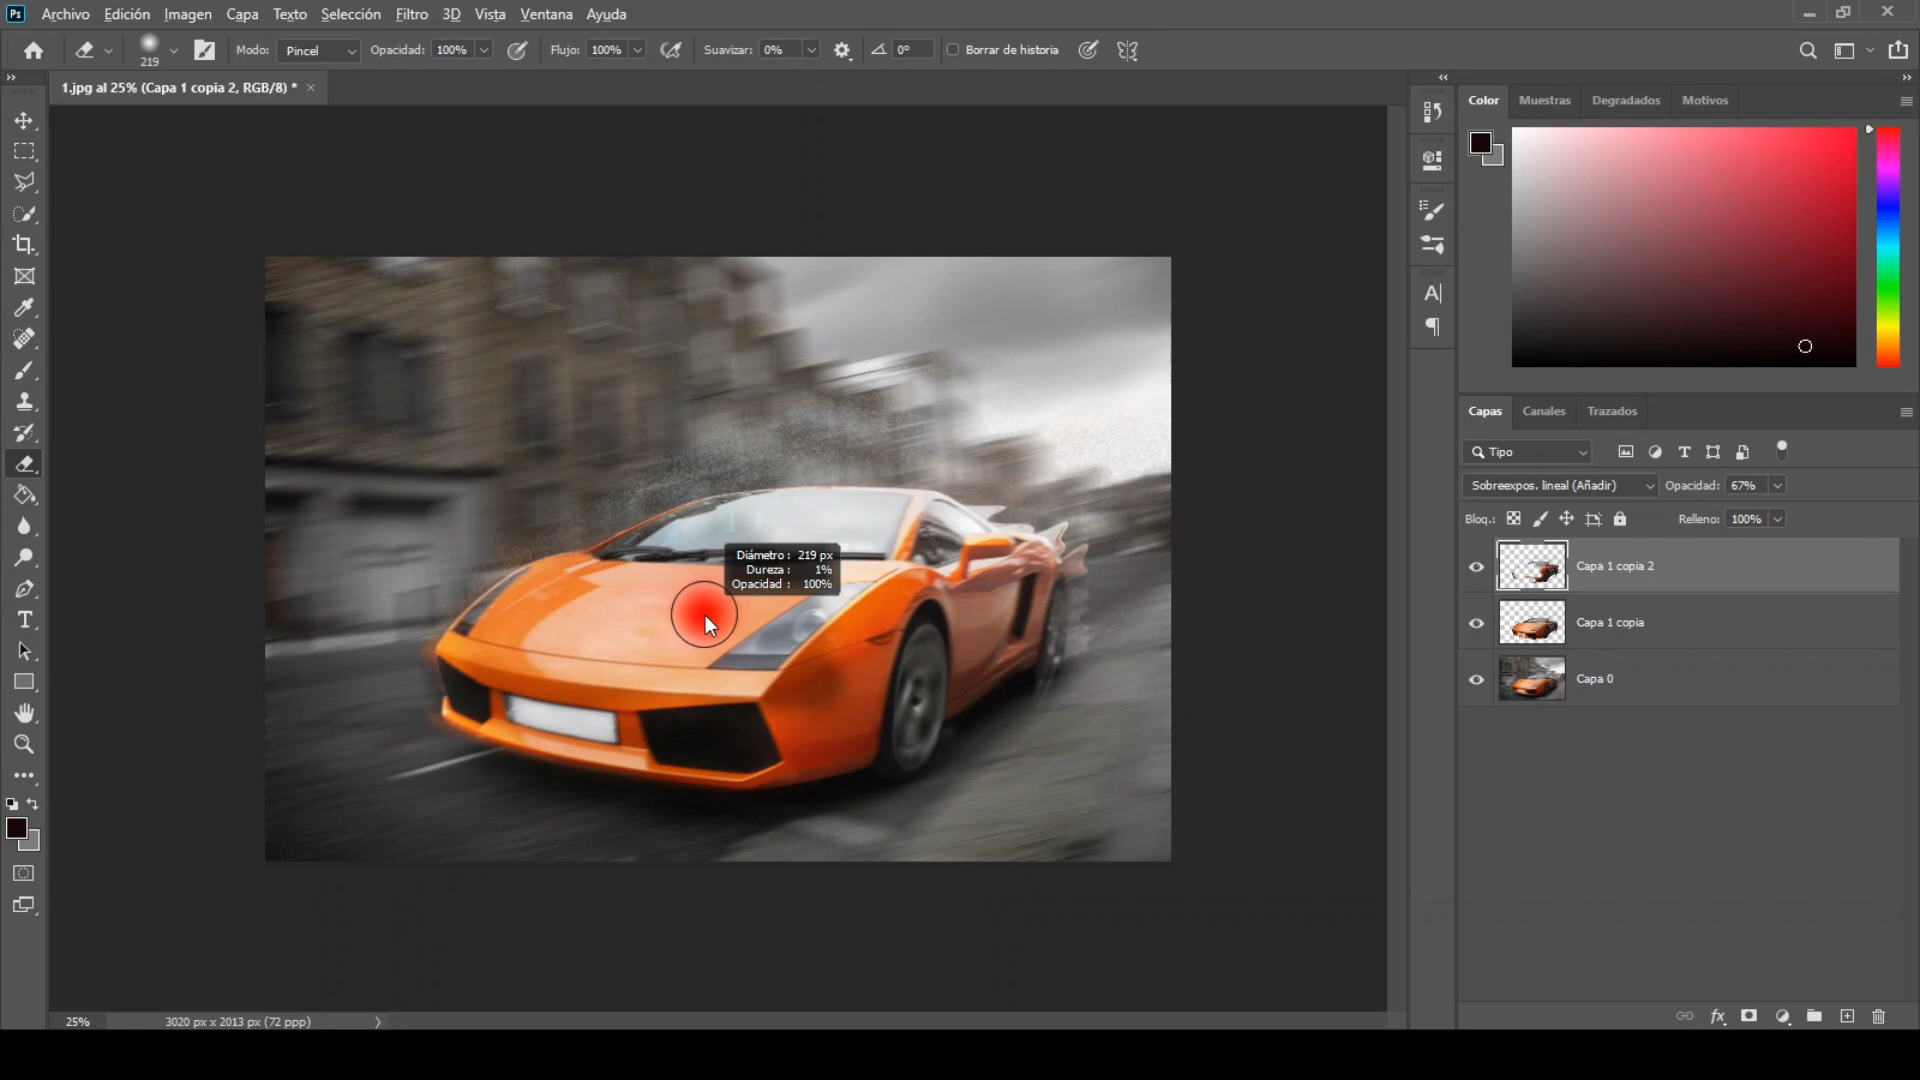 Ps Archivo Edición Imagen Capa Texto Selección Filtro 3D Vista Ventana Ayuda
219 Modo: Pincel Opacidad: 100% Flujo: 100% Suavizar: 0% 0° Borrar de historia
1.jpg al 25% (Capa 1 copia 2, RGB/8) * ×
Color Muestras Degradados Motivos
Diámetro : 219 px
Dureza : 1%
Opacidad : 100%
Capas Canales Trazados
Tipo
Sobreexpos. lineal (Añadir) Opacidad: 67%
Bloq.: Relleno: 100%
Capa 1 copia 2
Capa 1 copia
Capa 0
fx
25% 3020 px x 2013 px (72 ppp)